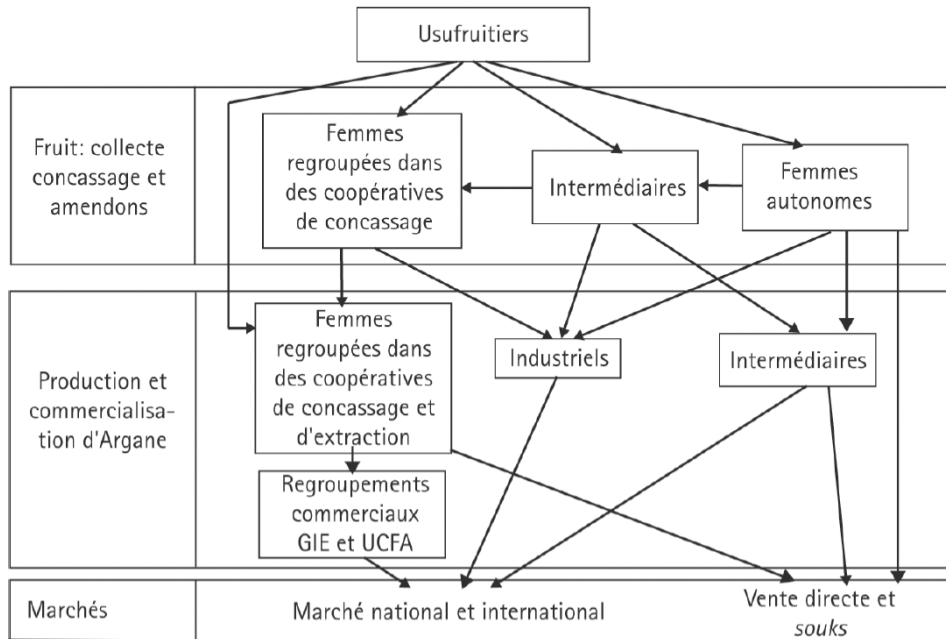 Usufruitiers
Fruit: collecte
concassage et
amendons
Femmes
regroupées dans
des coopératives
de concassage
Intermédiaires
Femmes
autonomes
Production et
commercialisa-
tion d'Argane
Femmes
regroupées dans
des coopératives
de concassage et
d'extraction
Industriels
Intermédiaires
Regroupements
commerciaux
GIE et UCFA
Marchés
Marché national et international
Vente directe et
souks